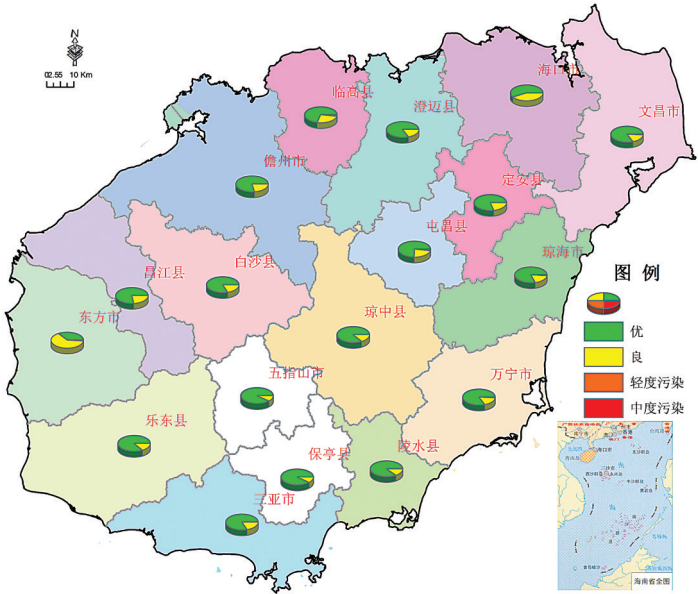 N
02.55 10 Km
海口市
临高县
澄迈县
文昌市
儋州市
定安县
屯昌县
琼海市
白沙县
昌江县
东方市
琼中县
五指山市
万宁市
乐东县
保亭县
陵水县
三亚市
图 例
优
良
轻度污染
中度污染
海南省全图